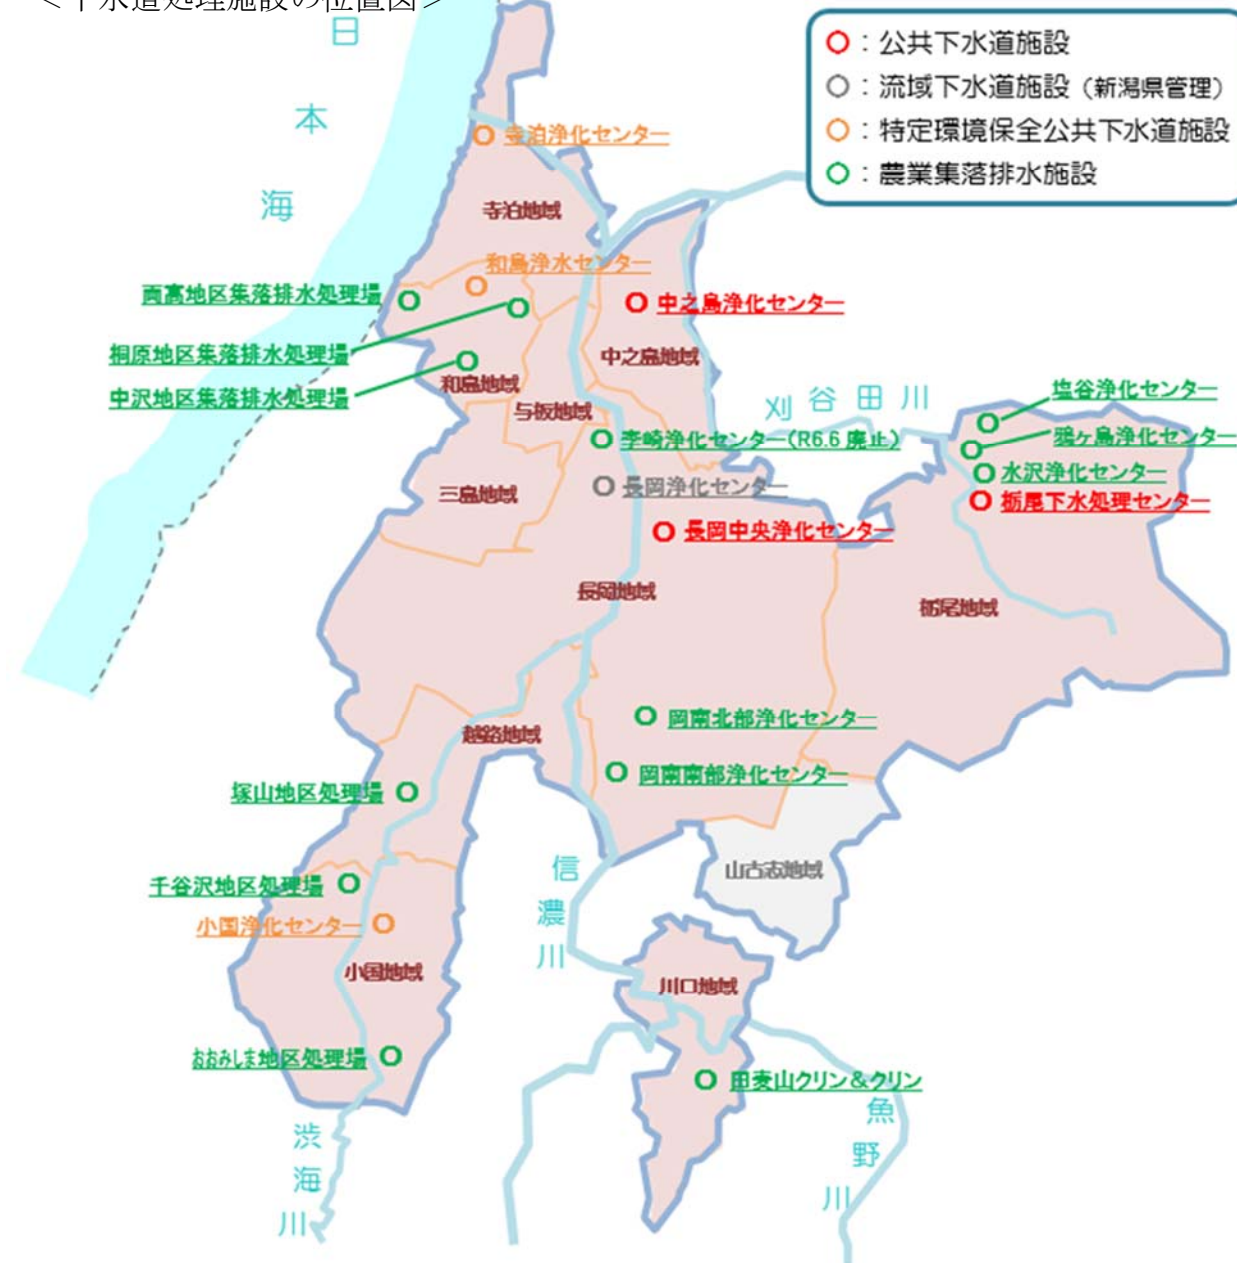 ＜下水道処理施設の位置図＞
日本海
○：公共下水道施設
○：流域下水道施設（新潟県管理）
○：特定環境保全公共下水道施設
○：農業集落排水施設
寺泊浄化センター
寺泊地域
和島浄水センター
両高地区集落排水処理場
中之島浄化センター
桐原地区集落排水処理場
中之島地域
中沢地区集落排水処理場
和島地域
与板地域
刈谷田川
塩谷浄化センター
鴉ヶ島浄化センター
李崎浄化センター（R6.6 廃止）
水沢浄化センター
三島地域
長岡浄化センター
栃尾下水処理センター
長岡中央浄化センター
長岡地域
栃尾地域
岡南北部浄化センター
越路地域
岡南南部浄化センター
塚山地区処理場
信濃川
山古志地域
千谷沢地区処理場
小国浄化センター
小国地域
川口地域
おおみしま地区処理場
田麦山クリン＆クリン
魚野川
渋海川